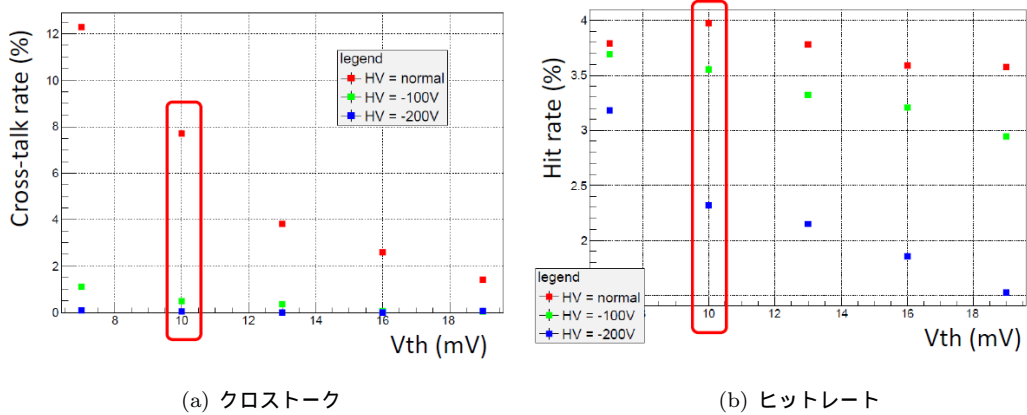 Cross-talk rate (%)
12
10
8
6
4
2
0
legend
HV = normal
HV = -100V
HV = -200V
8
10
12
14
16
18
Vth (mV)
(a) クロストーク
Hit rate (%)
4
3.5
3
2.5
2
legend
HV = normal
HV = -100V
HV = -200V
8
10
12
14
16
18
Vth (mV)
(b) ヒットレート